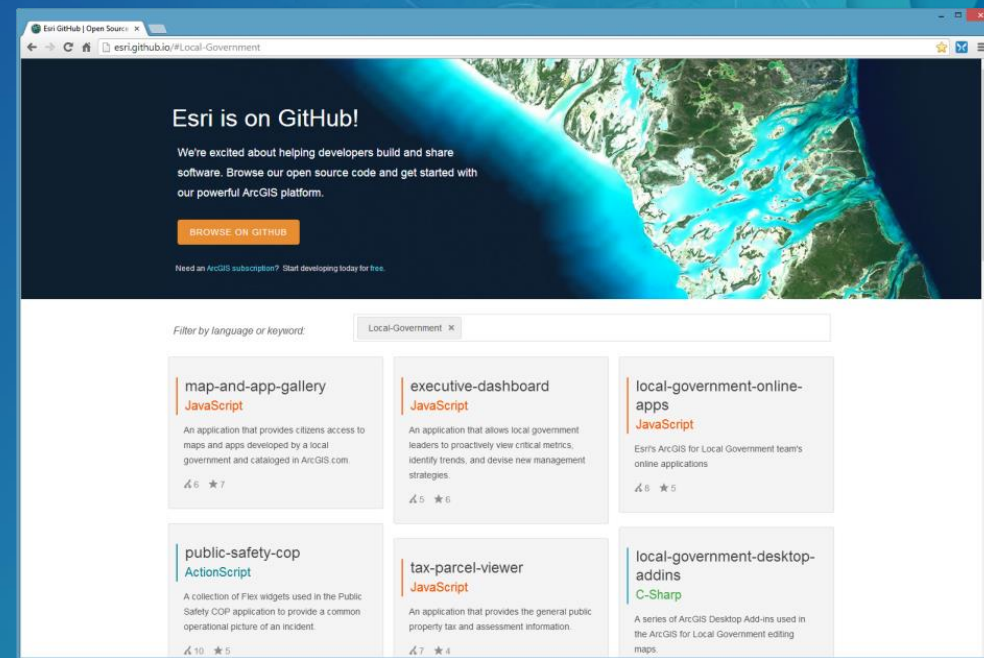 Esri GitHub | Open Source
esri.github.io/#Local-Government
Esri is on GitHub!
We're excited about helping developers build and share
software. Browse our open source code and get started with
our powerful ArcGIS platform.
BROWSE ON GITHUB
Need an ArcGIS subscription? Start developing today for free.
Filter by language or keyword:
Local-Government ×
map-and-app-gallery
JavaScript
An application that provides citizens access to
maps and apps developed by a local
government and cataloged in ArcGIS.com.
6 7
executive-dashboard
JavaScript
An application that allows local government
leaders to proactively view critical metrics,
identify trends, and devise new management
strategies.
5 6
local-government-online-
apps
JavaScript
Esri's ArcGIS for Local Government team's
online applications
6 5
public-safety-cop
ActionScript
A collection of Flex widgets used in the Public
Safety COP application to provide a common
operational picture of an incident.
10 5
tax-parcel-viewer
JavaScript
An application that provides the general public
property tax and assessment information.
7 4
local-government-desktop-
addins
C-Sharp
A series of ArcGIS Desktop Add-ins used in
the ArcGIS for Local Government editing
maps.